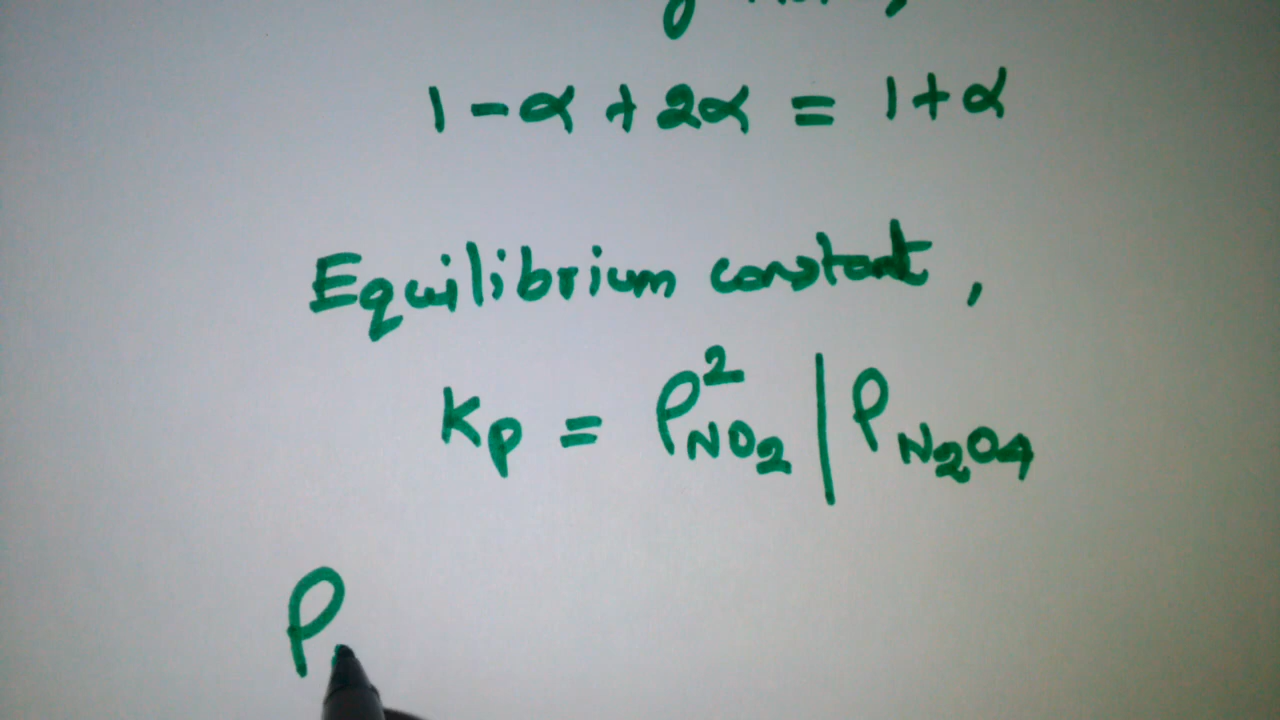 1 - α + 2α = 1 + α
Equilibrium constant,
Kp = P²NO₂ | PN₂O₄
P